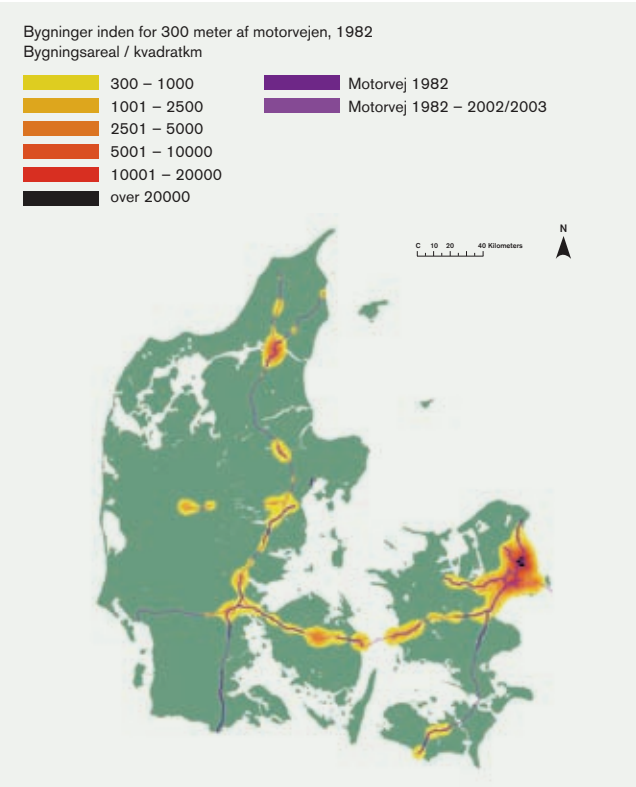 Bygninger inden for 300 meter af motorvejen, 1982
Bygningsareal / kvadratkm
300 – 1000
1001 – 2500
2501 – 5000
5001 – 10000
10001 – 20000
over 20000
Motorvej 1982
Motorvej 1982 – 2002/2003
N
C 10 20 40 Kilometers